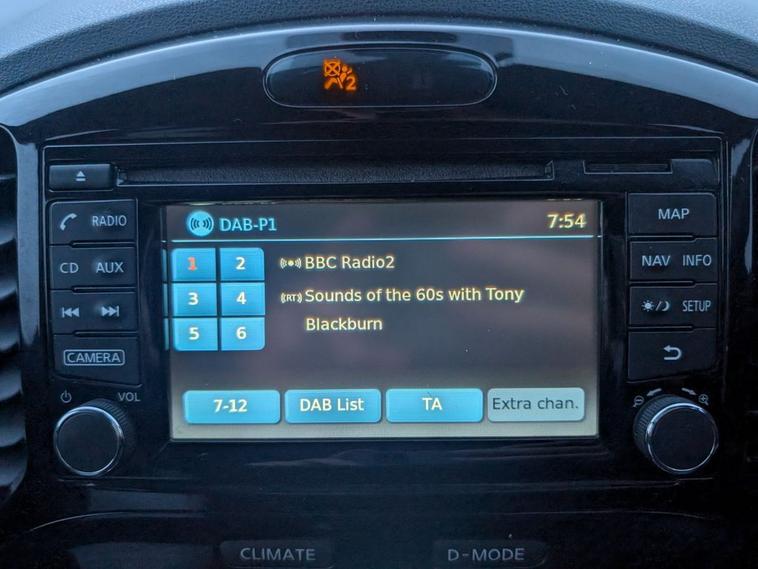 2
DAB-P1
7:54
RADIO
MAP
1
2
BBC Radio2
CD
AUX
NAV
INFO
3
4
(RT) Sounds of the 60s with Tony
Blackburn
SETUP
5
6
CAMERA
VOL
7-12
DAB List
TA
Extra chan.
CLIMATE
D-MODE